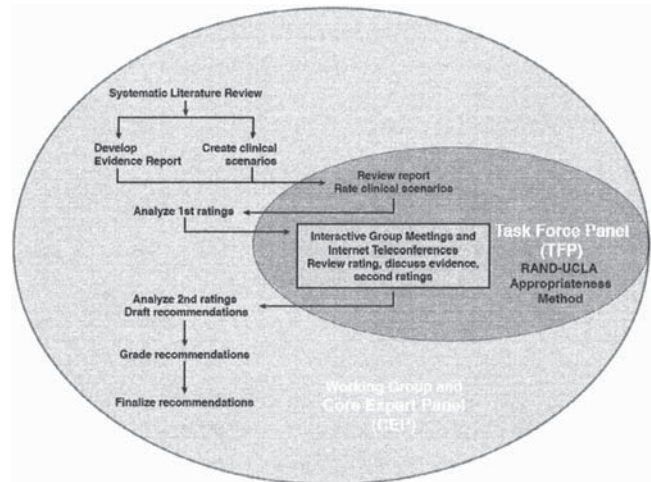 Systematic Literature Review
Develop
Evidence Report
Create clinical
scenarios
Review report
Rate clinical scenarios
Analyze 1st ratings
Interactive Group Meetings and
Internet Teleconferences
Review rating, discuss evidence,
second ratings
Task Force Panel
(TFP)
RAND-UCLA
Appropriateness
Method
Analyze 2nd ratings
Draft recommendations
Grade recommendations
Finalize recommendations
Working Group and
Core Expert Panel
(CEP)